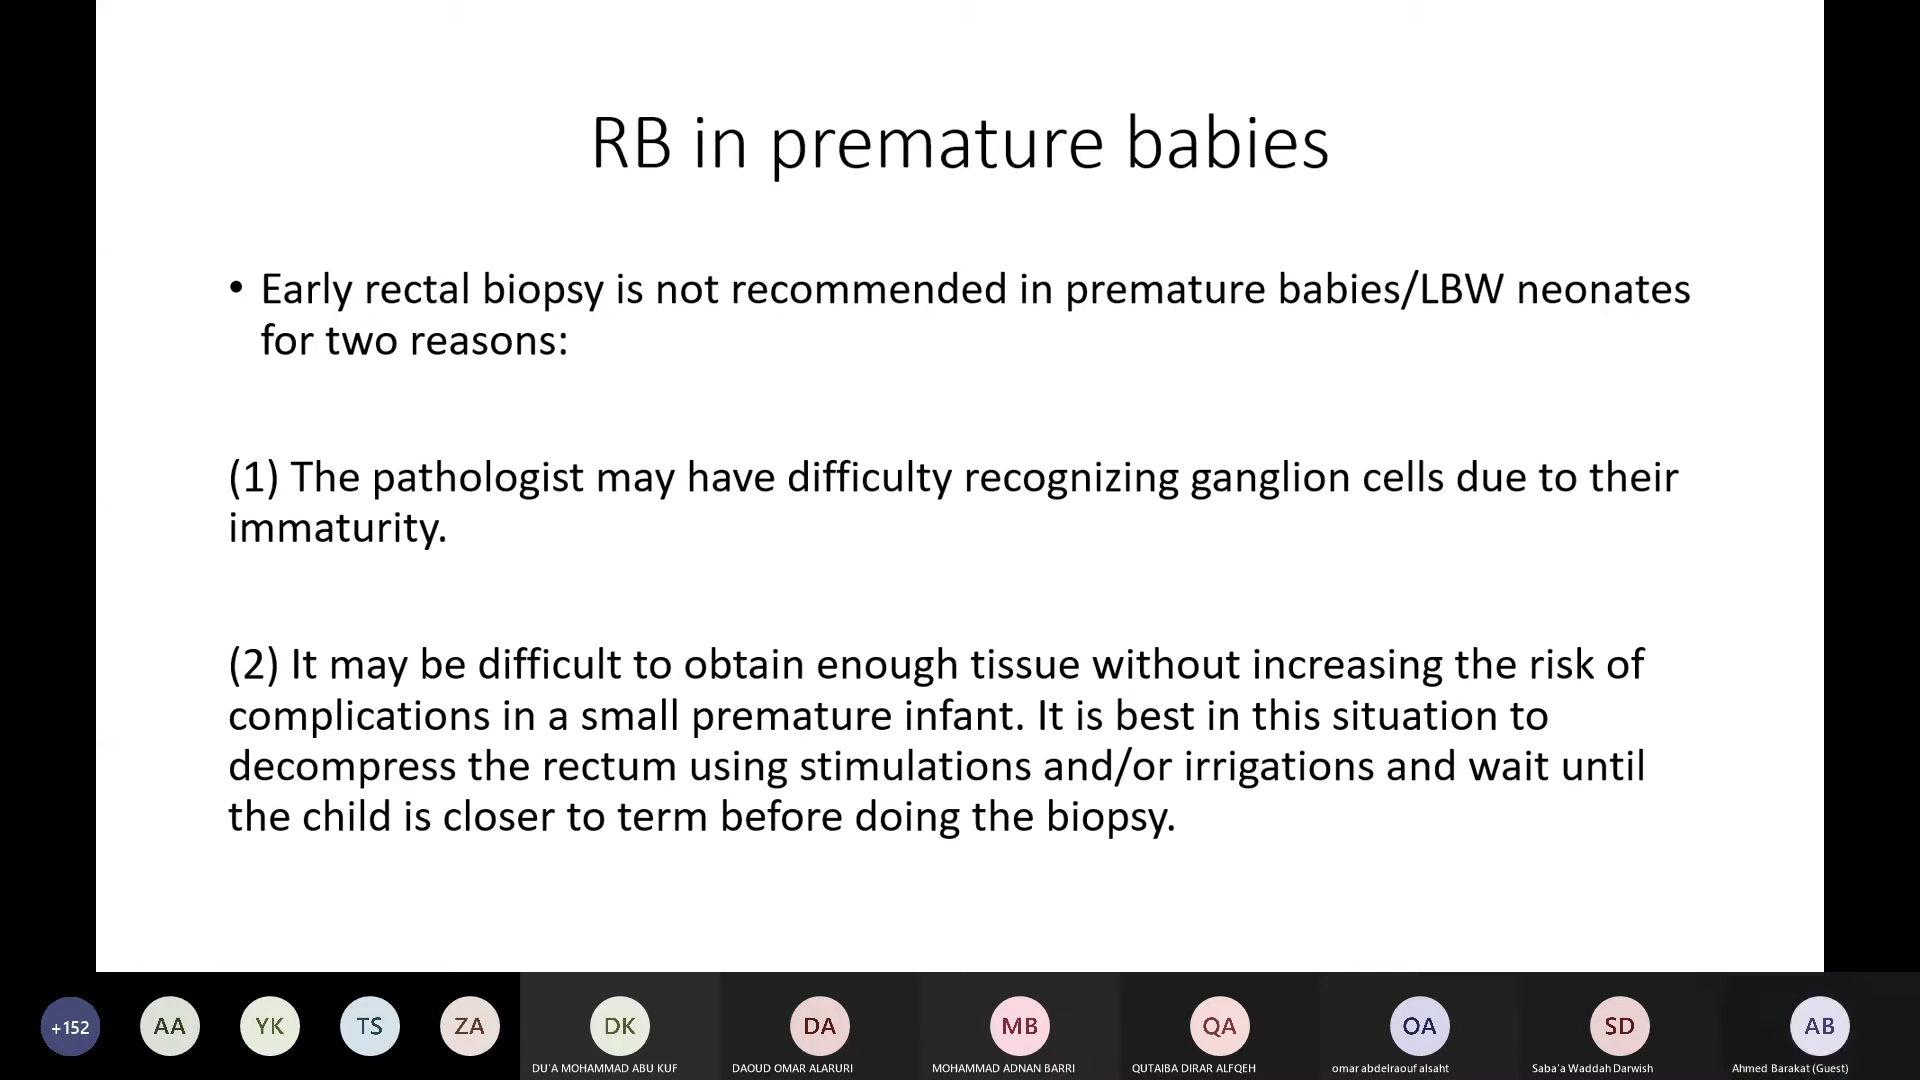 RB in premature babies
• Early rectal biopsy is not recommended in premature babies/LBW neonates
for two reasons:
(1) The pathologist may have difficulty recognizing ganglion cells due to their
immaturity.
(2) It may be difficult to obtain enough tissue without increasing the risk of
complications in a small premature infant. It is best in this situation to
decompress the rectum using stimulations and/or irrigations and wait until
the child is closer to term before doing the biopsy.
+152 AA YK TS ZA DK DA MB QA OA SD AB
DU'A MOHAMMAD ABU KUF DAOUD OMAR ALARURI MOHAMMAD ADNAN BARRI QUTAIBA DIRAR ALFQEH omar abdelraouf alsaht Saba'a Waddah Darwish Ahmed Barakat (Guest)